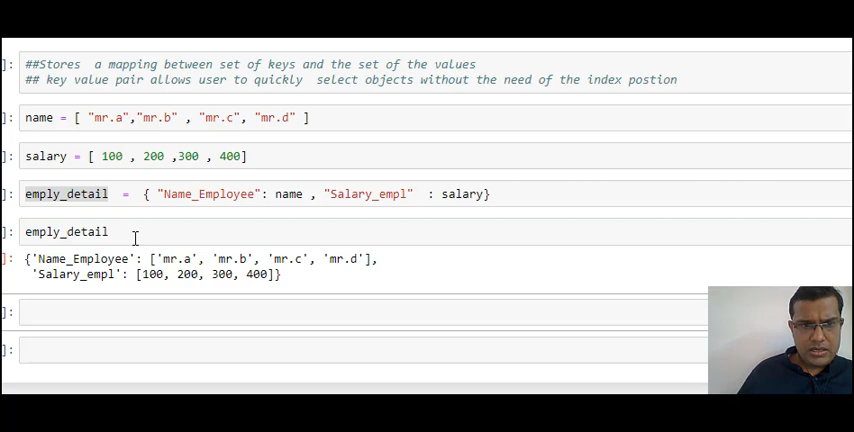 ]: ##Stores a mapping between set of keys and the set of the values
## key value pair allows user to quickly select objects without the need of the index postion
]: name = [ "mr.a","mr.b" , "mr.c", "mr.d" ]
]: salary = [ 100 , 200 ,300 , 400]
]: emply_detail = { "Name_Employee": name , "Salary_empl" : salary}
]: emply_detail
]: {'Name_Employee': ['mr.a', 'mr.b', 'mr.c', 'mr.d'],
'Salary_empl': [100, 200, 300, 400]}
]:
]: